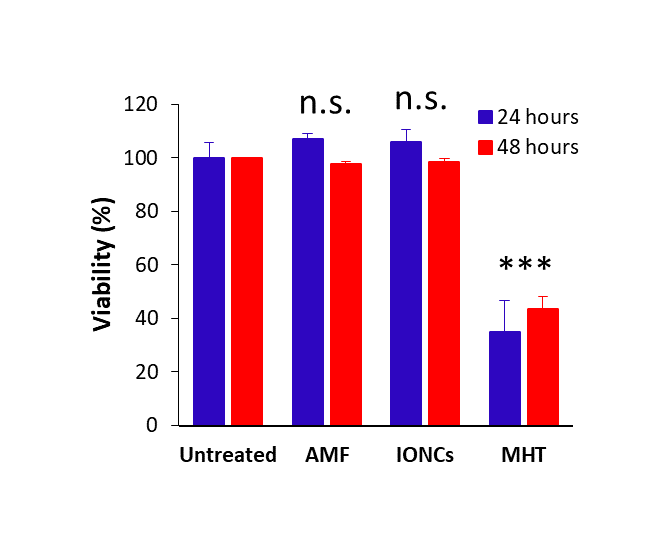 n.s.
n.s.
24 hours
48 hours
***
Viability (%)
120
100
80
60
40
20
0
Untreated
AMF
IONCs
MHT